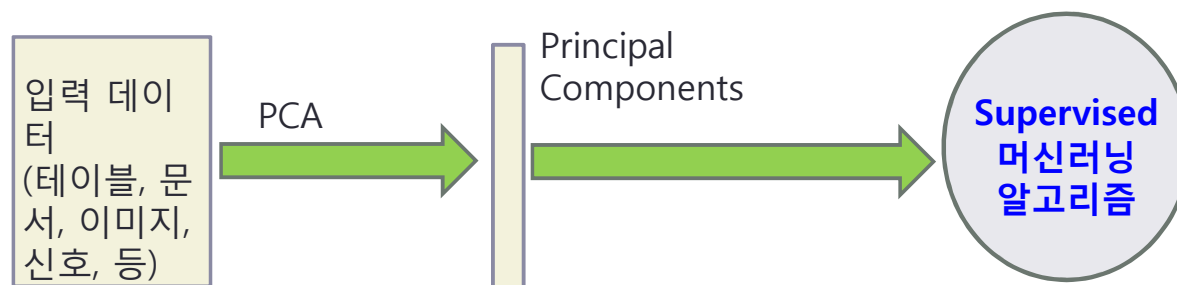 입력 데이
터
(테이블, 문
서, 이미지,
신호, 등)
PCA
Principal
Components
Supervised
머신러닝
알고리즘